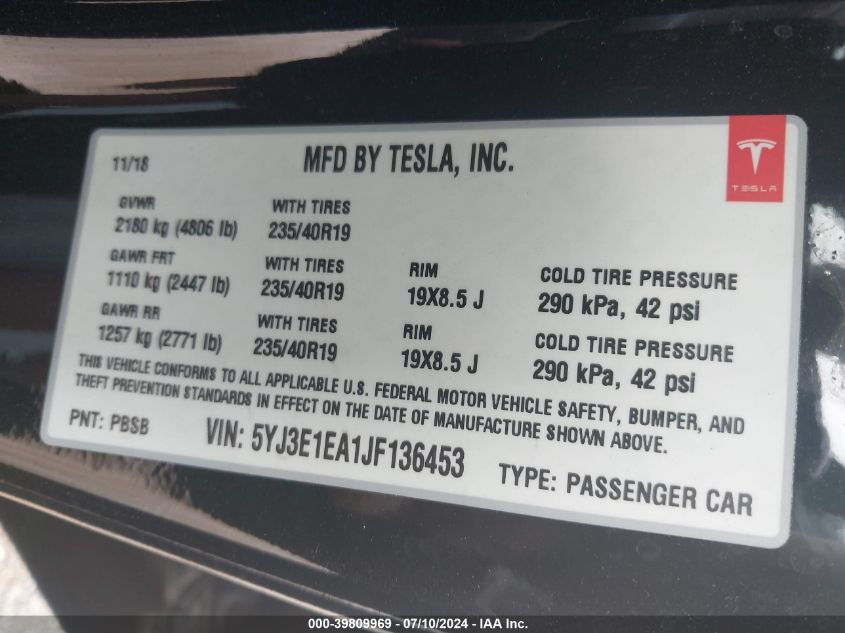 11/18
MFD BY TESLA, INC.
TESLA
GVWR
2180 kg (4806 lb)
WITH TIRES
235/40R19
GAWR FRT
1110 kg (2447 lb)
WITH TIRES
235/40R19
RIM
19X8.5 J
COLD TIRE PRESSURE
290 kPa, 42 psi
GAWR RR
1257 kg (2771 lb)
WITH TIRES
235/40R19
RIM
19X8.5 J
COLD TIRE PRESSURE
290 kPa, 42 psi
THIS VEHICLE CONFORMS TO ALL APPLICABLE U.S. FEDERAL MOTOR VEHICLE SAFETY, BUMPER, AND
THEFT PREVENTION STANDARDS IN EFFECT ON THE DATE OF MANUFACTURE SHOWN ABOVE.
PNT: PBSB
VIN: 5YJ3E1EA1JF136453
TYPE: PASSENGER CAR
000-39809969 - 07/10/2024 - IAA Inc.